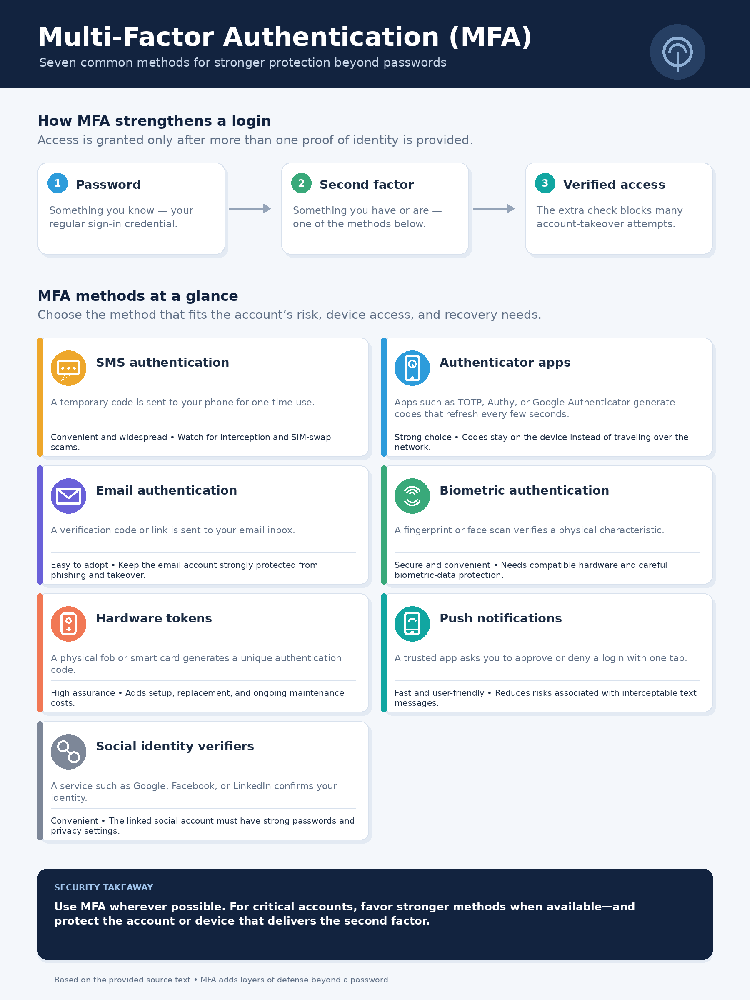 Multi-Factor Authentication (MFA)
Seven common methods for stronger protection beyond passwords
How MFA strengthens a login
Access is granted only after more than one proof of identity is provided.
1 Password
Something you know — your
regular sign-in credential.
2 Second factor
Something you have or are —
one of the methods below.
3 Verified access
The extra check blocks many
account-takeover attempts.
MFA methods at a glance
Choose the method that fits the account’s risk, device access, and recovery needs.
SMS authentication
A temporary code is sent to your phone for one-time use.
Convenient and widespread • Watch for interception and SIM-swap
scams.
Authenticator apps
Apps such as TOTP, Authy, or Google Authenticator generate
codes that refresh every few seconds.
Strong choice • Codes stay on the device instead of traveling over the
network.
Email authentication
A verification code or link is sent to your email inbox.
Easy to adopt • Keep the email account strongly protected from
phishing and takeover.
Biometric authentication
A fingerprint or face scan verifies a physical characteristic.
Secure and convenient • Needs compatible hardware and careful
biometric-data protection.
Hardware tokens
A physical fob or smart card generates a unique authentication
code.
High assurance • Adds setup, replacement, and ongoing maintenance
costs.
Push notifications
A trusted app asks you to approve or deny a login with one tap.
Fast and user-friendly • Reduces risks associated with interceptable text
messages.
Social identity verifiers
A service such as Google, Facebook, or LinkedIn confirms your
identity.
Convenient • The linked social account must have strong passwords and
privacy settings.
SECURITY TAKEAWAY
Use MFA wherever possible. For critical accounts, favor stronger methods when available—and
protect the account or device that delivers the second factor.
Based on the provided source text • MFA adds layers of defense beyond a password